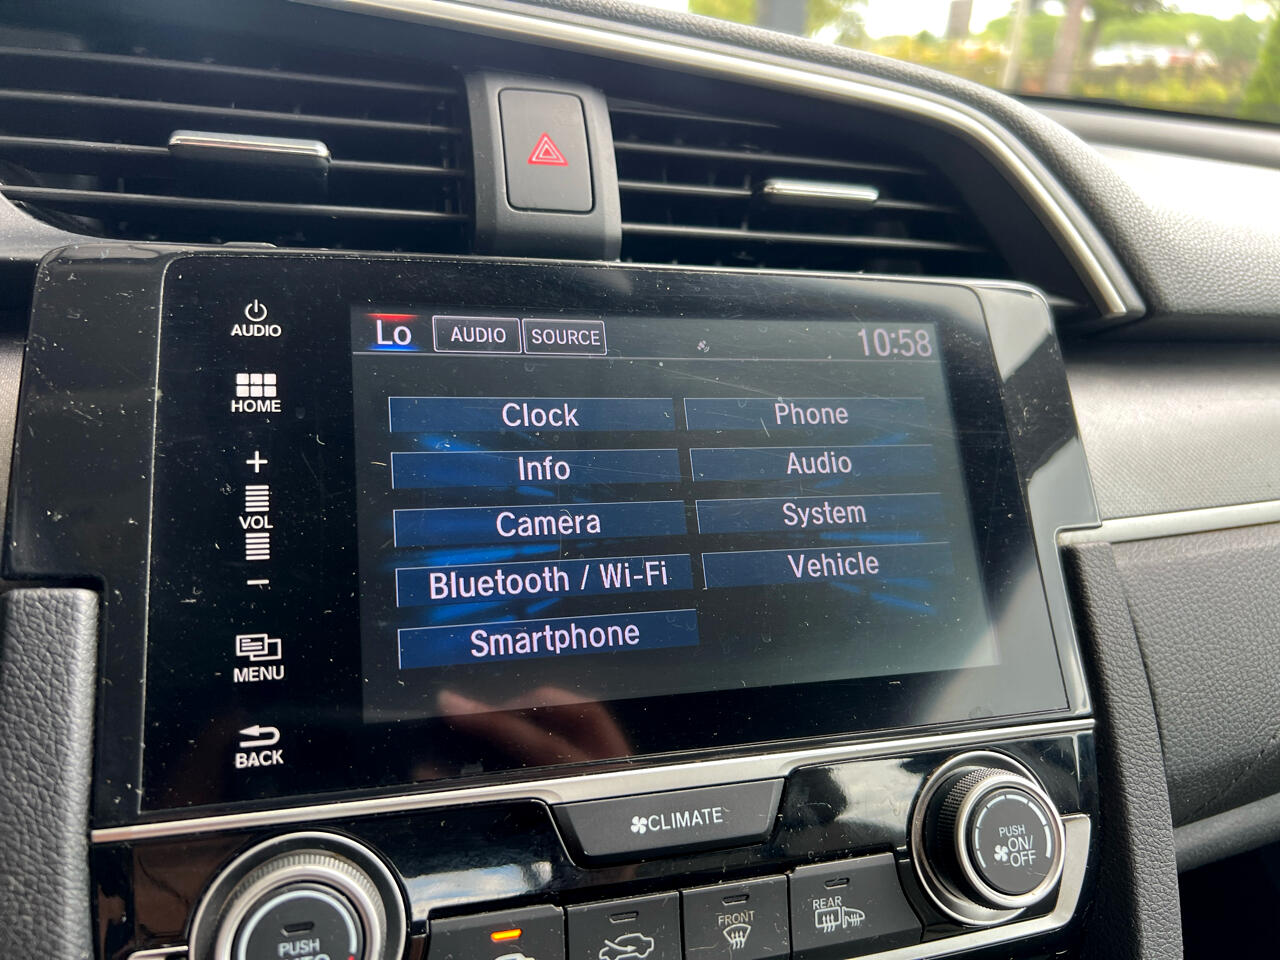 AUDIO
HOME
VOL
MENU
BACK
Lo AUDIO SOURCE 10:58
Clock Phone
Info Audio
Camera System
Bluetooth / Wi-Fi Vehicle
Smartphone
CLIMATE
PUSH
ON/
OFF
PUSH
FRONT
REAR